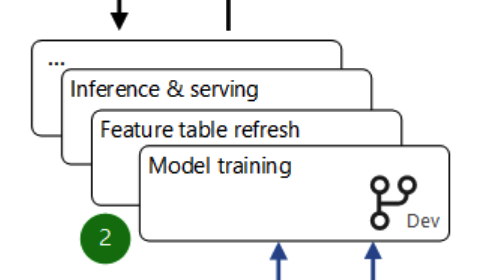 ...
Inference & serving
Feature table refresh
Model training
Dev
2